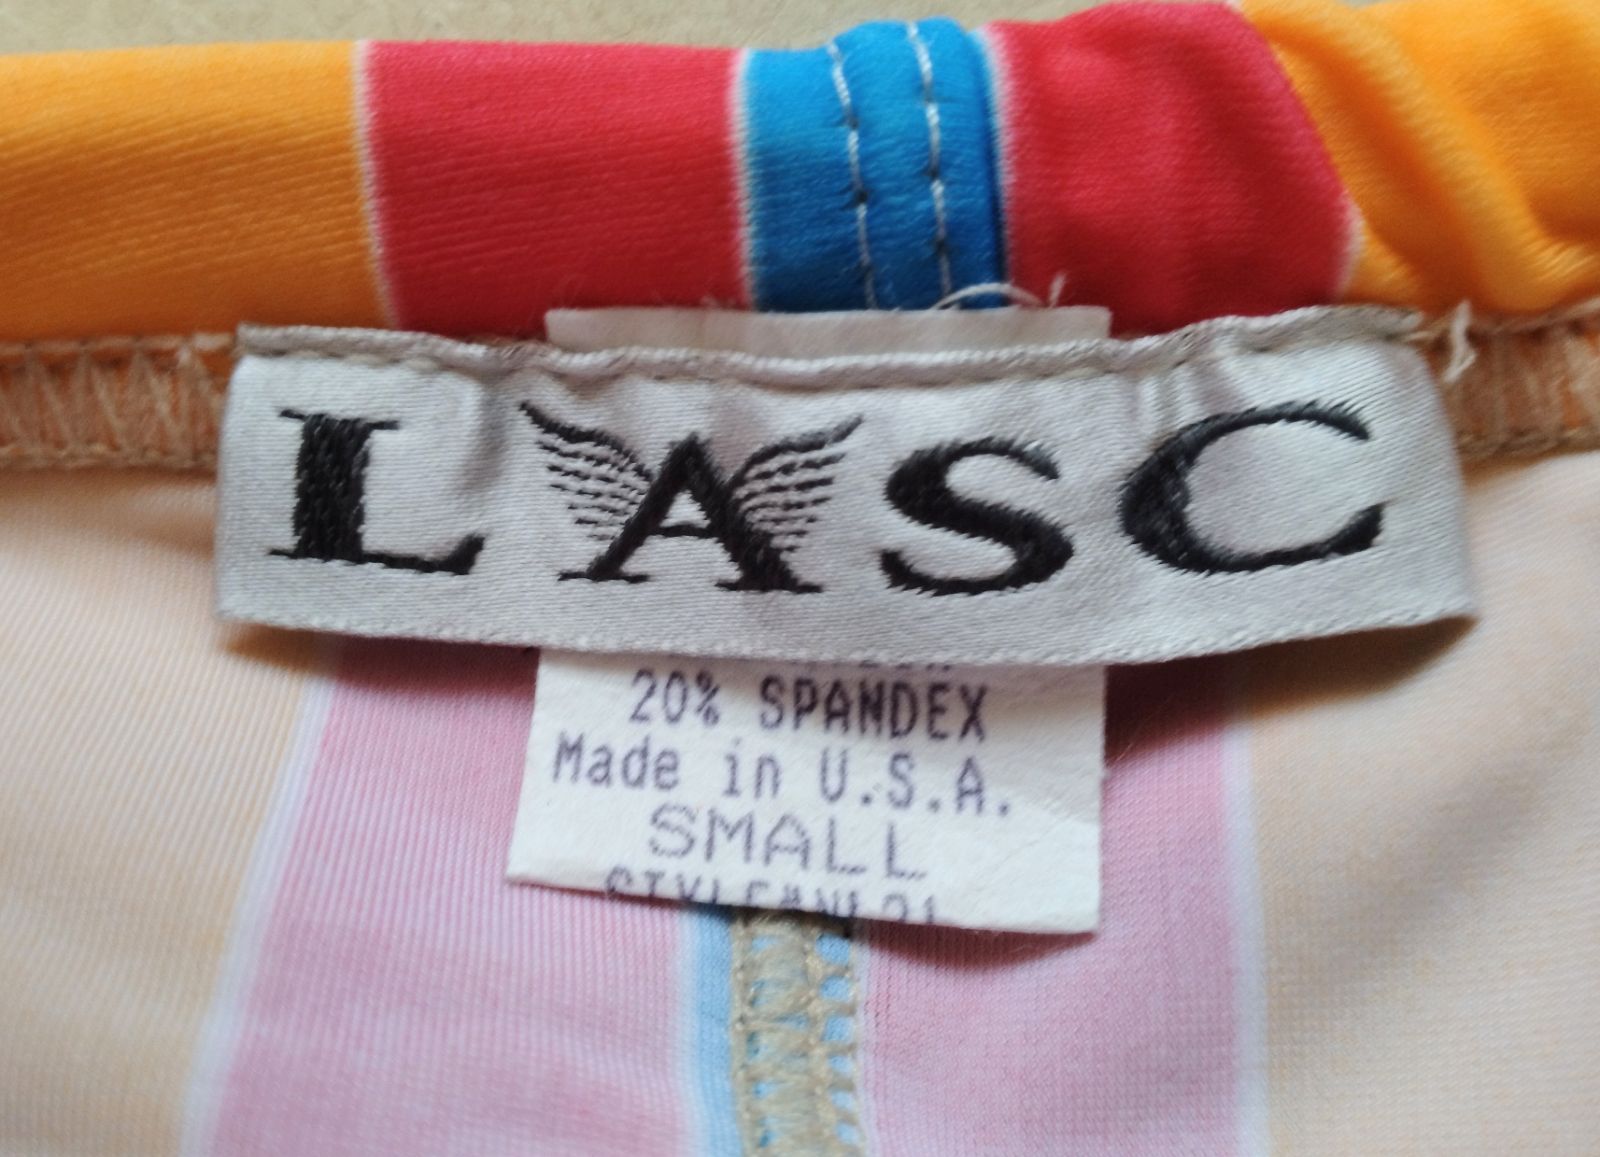 LASC
20% SPANDEX
Made in U.S.A.
SMALL